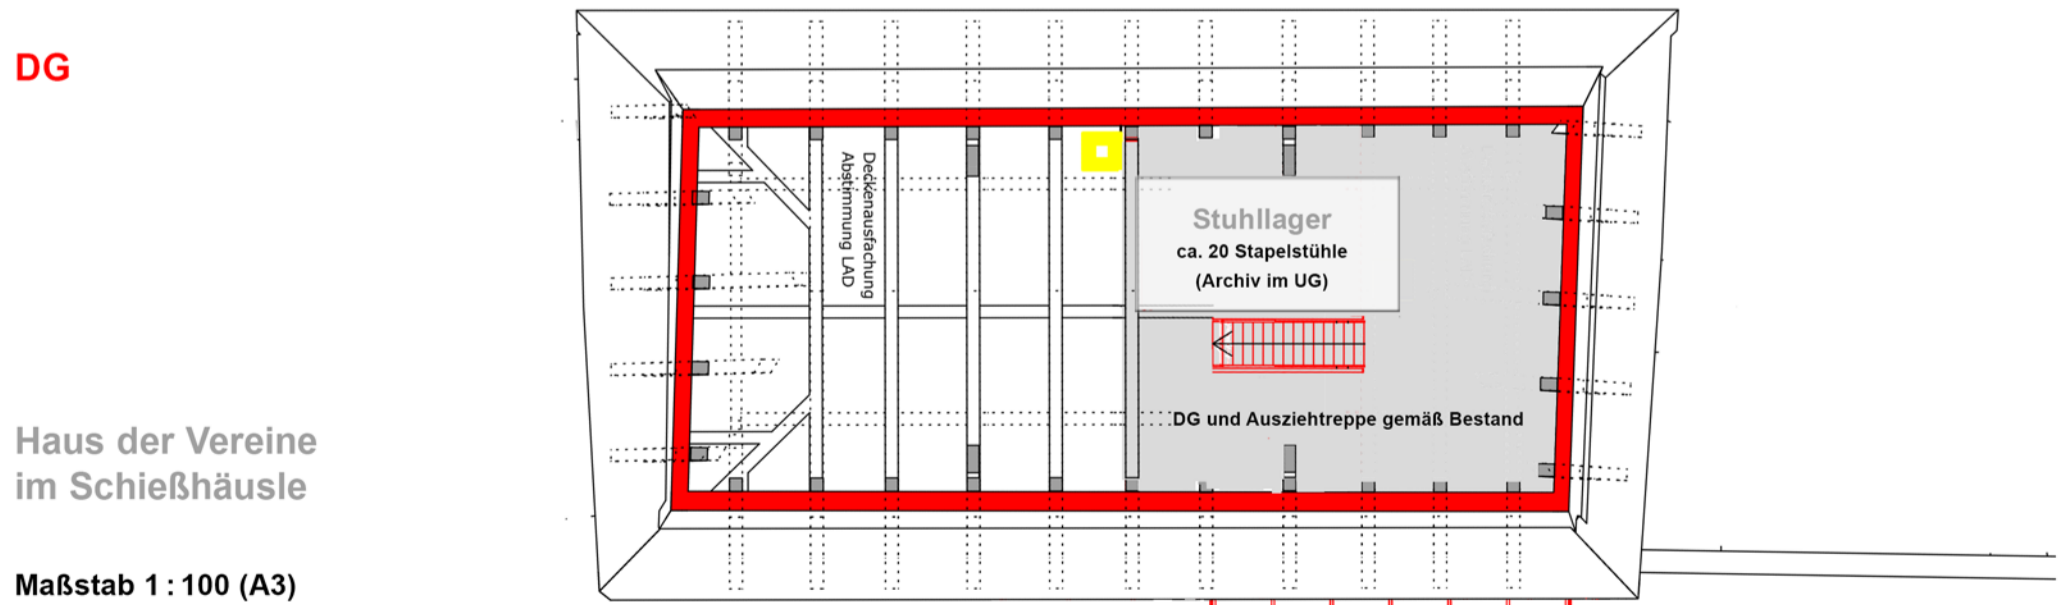 DG
Haus der Vereine
im Schießhäusle
Maßstab 1 : 100 (A3)
Deckenausfachung
Abstimmung LAD
Stuhllager
ca. 20 Stapelstühle
(Archiv im UG)
DG und Ausziehtreppe gemäß Bestand